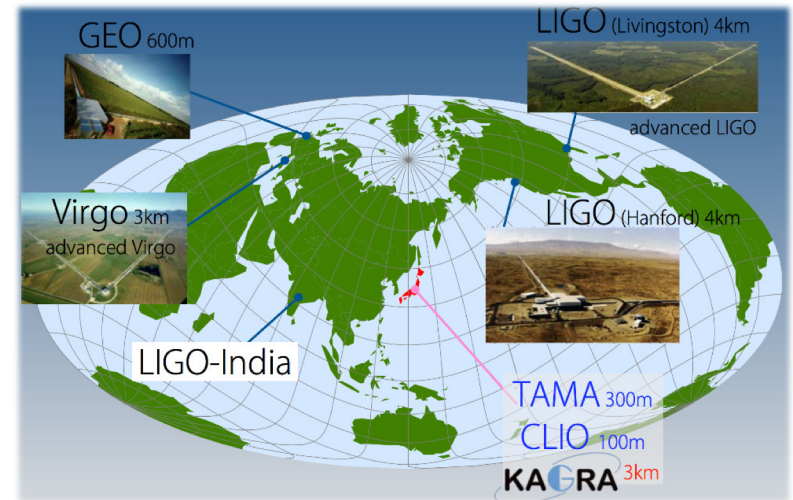 GEO 600m
LIGO (Livingston) 4km
advanced LIGO
Virgo 3km
advanced Virgo
LIGO (Hanford) 4km
LIGO-India
TAMA 300m
CLIO 100m
KAGRA 3km